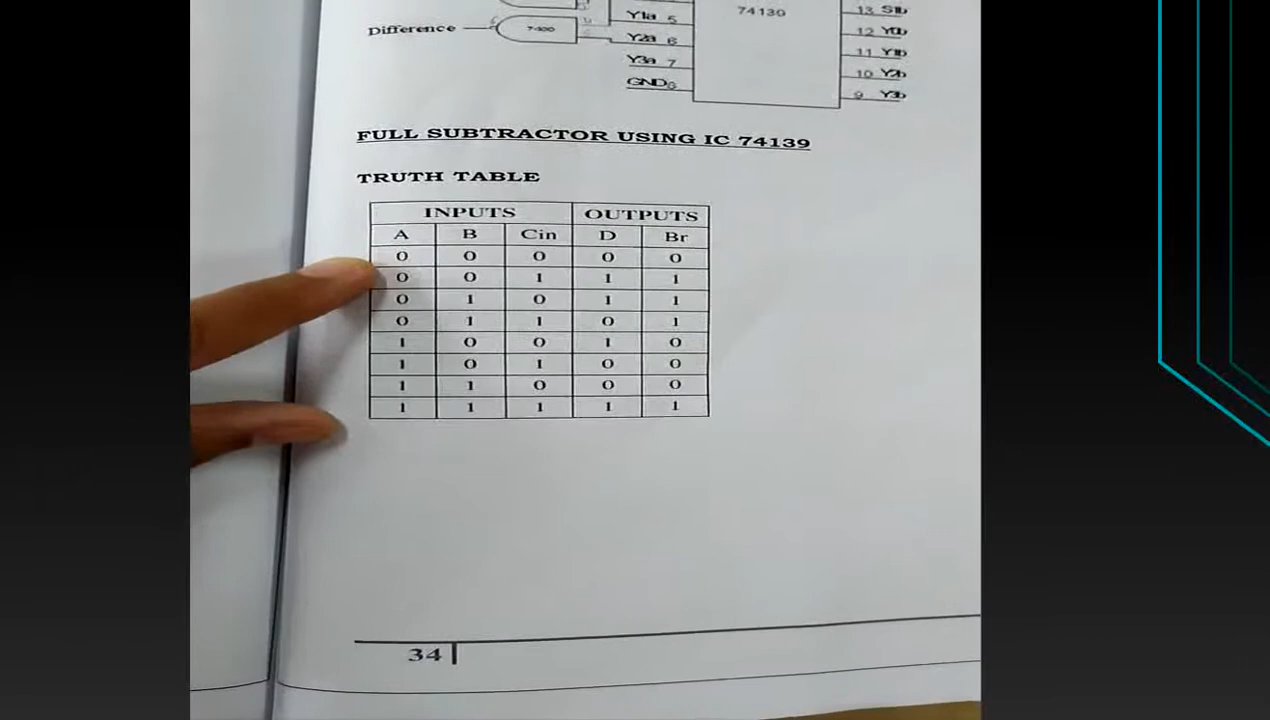 13 S1b
Y1a 5
74139
12 Y0b
Difference
7400
Y2a 6
11 Y1b
Y3a 7
10 Y2b
GND8
9 Y3b
FULL SUBTRACTOR USING IC 74139
TRUTH TABLE
INPUTS OUTPUTS
A B Cin D Br
0 0 0 0 0
0 0 1 1 1
0 1 0 1 1
0 1 1 0 1
1 0 0 1 0
1 0 1 0 0
1 1 0 0 0
1 1 1 1 1
34